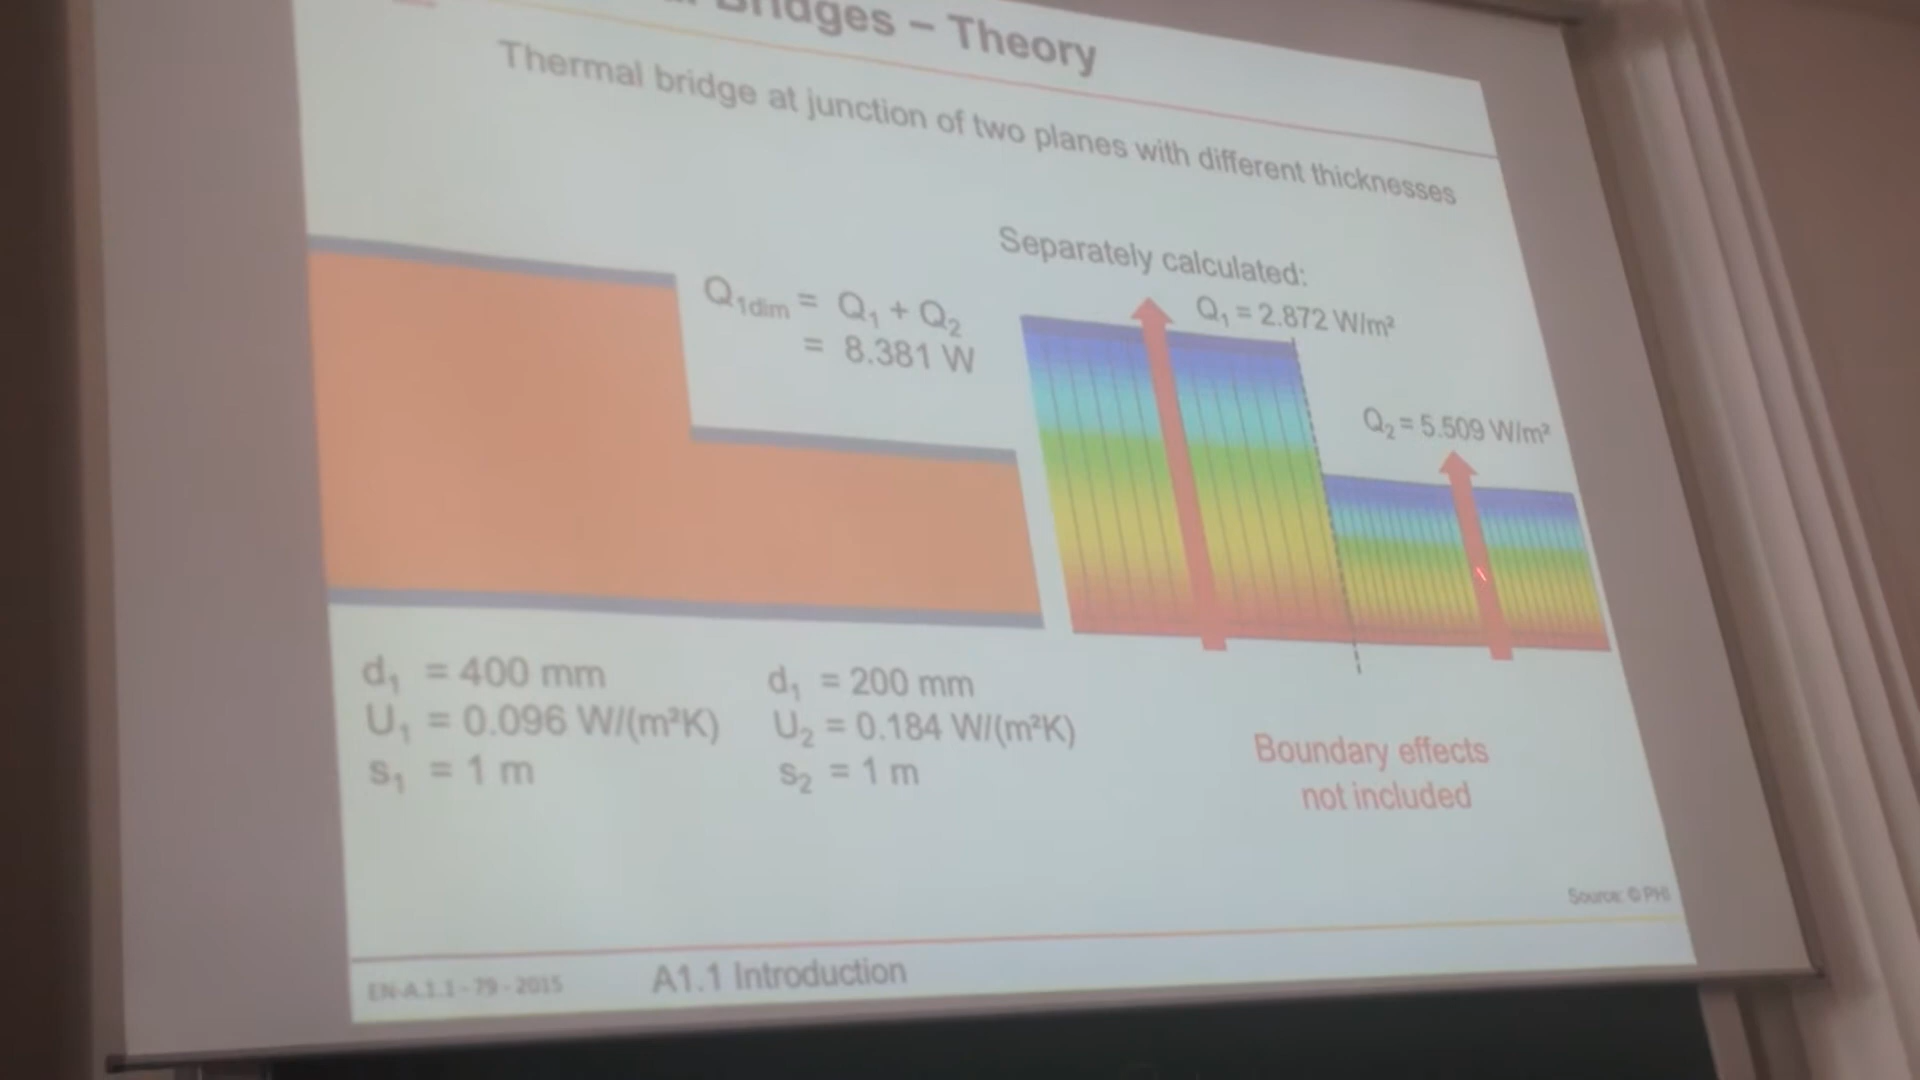 Bridges – Theory
Thermal bridge at junction of two planes with different thicknesses
Separately calculated:
Q1dim = Q1 + Q2
= 8.381 W
Q1 = 2.872 W/m²
Q2 = 5.509 W/m²
d1 = 400 mm
U1 = 0.096 W/(m²K)
s1 = 1 m
d1 = 200 mm
U2 = 0.184 W/(m²K)
s2 = 1 m
Boundary effects
not included
Source: © PHI
EN-A.1.1 - 79 - 2015
A1.1 Introduction